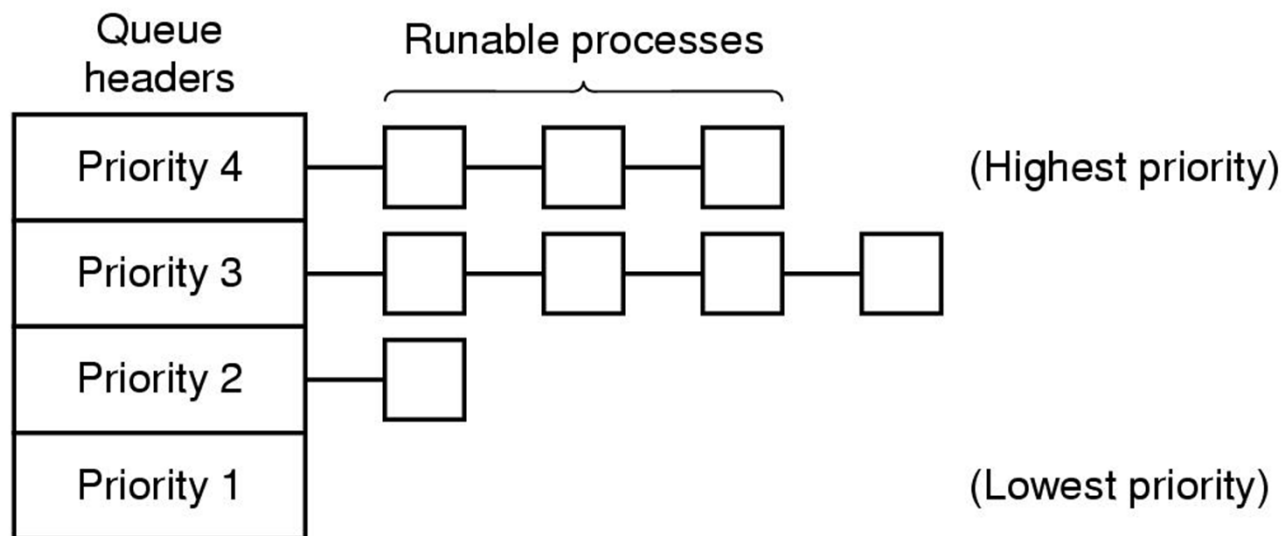 Queue
headers
Runable processes
Priority 4
(Highest priority)
Priority 3
Priority 2
Priority 1
(Lowest priority)